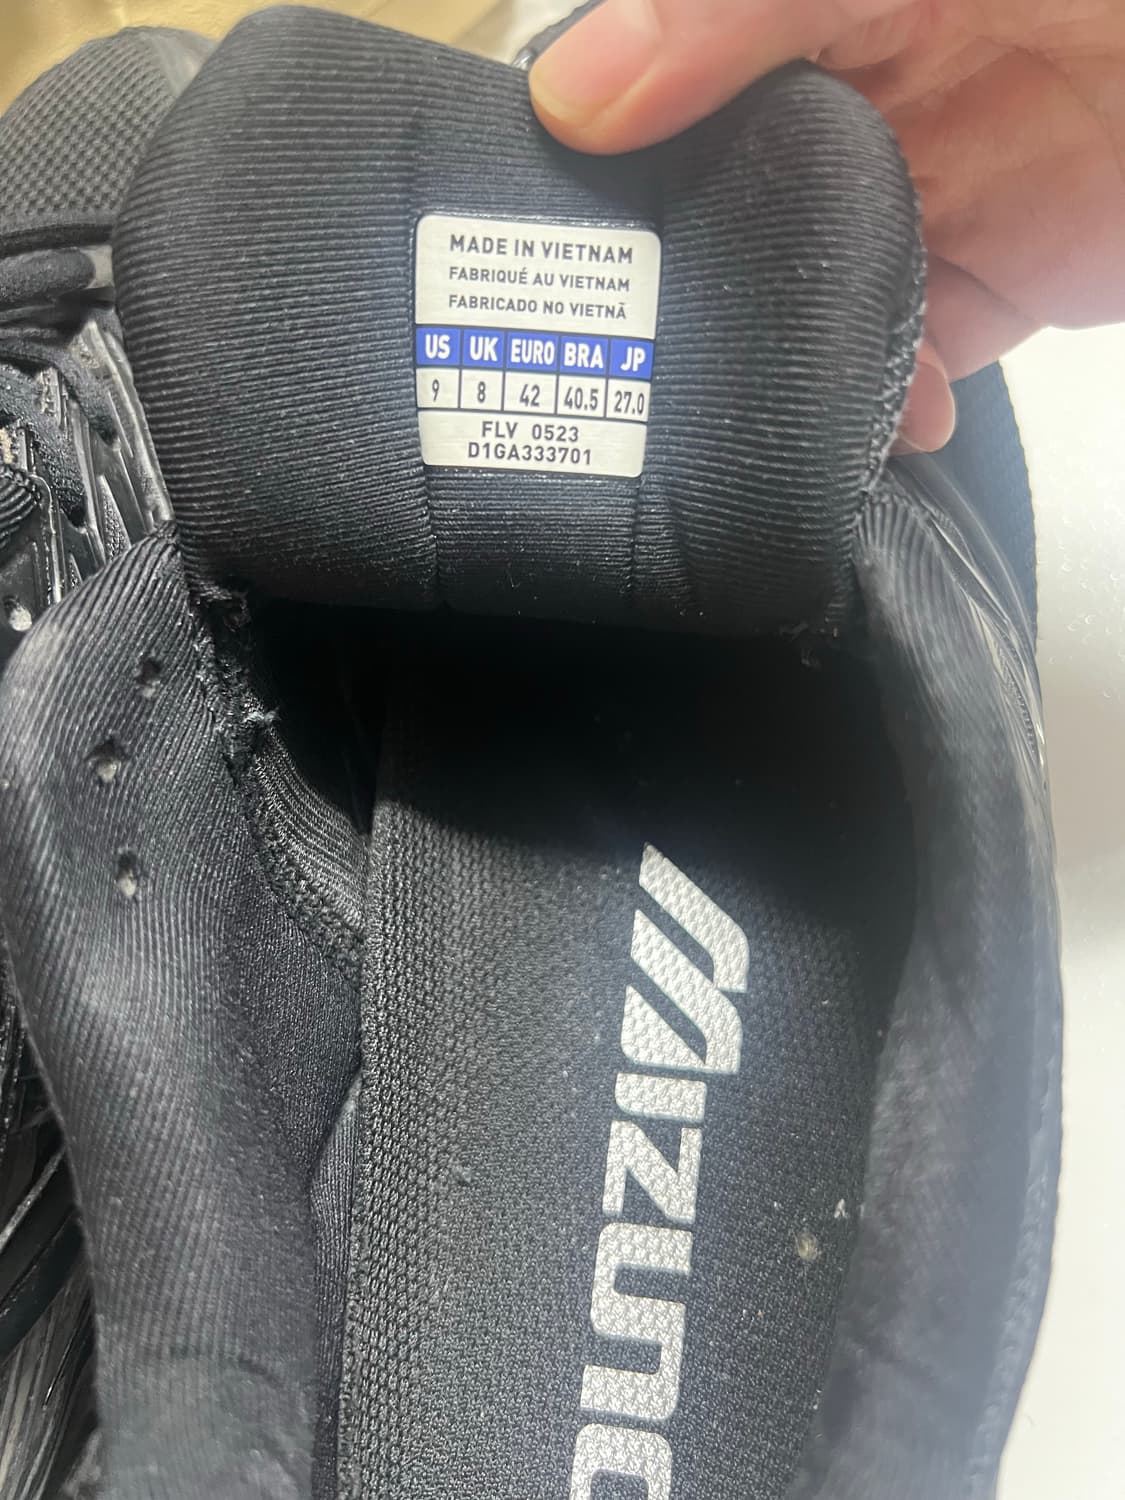 MADE IN VIETNAM
FABRIQUÉ AU VIETNAM
FABRICADO NO VIETNÃ
US UK EURO BRA JP
9 8 42 40.5 27.0
FLV 0523
D1GA333701
MIZUNO